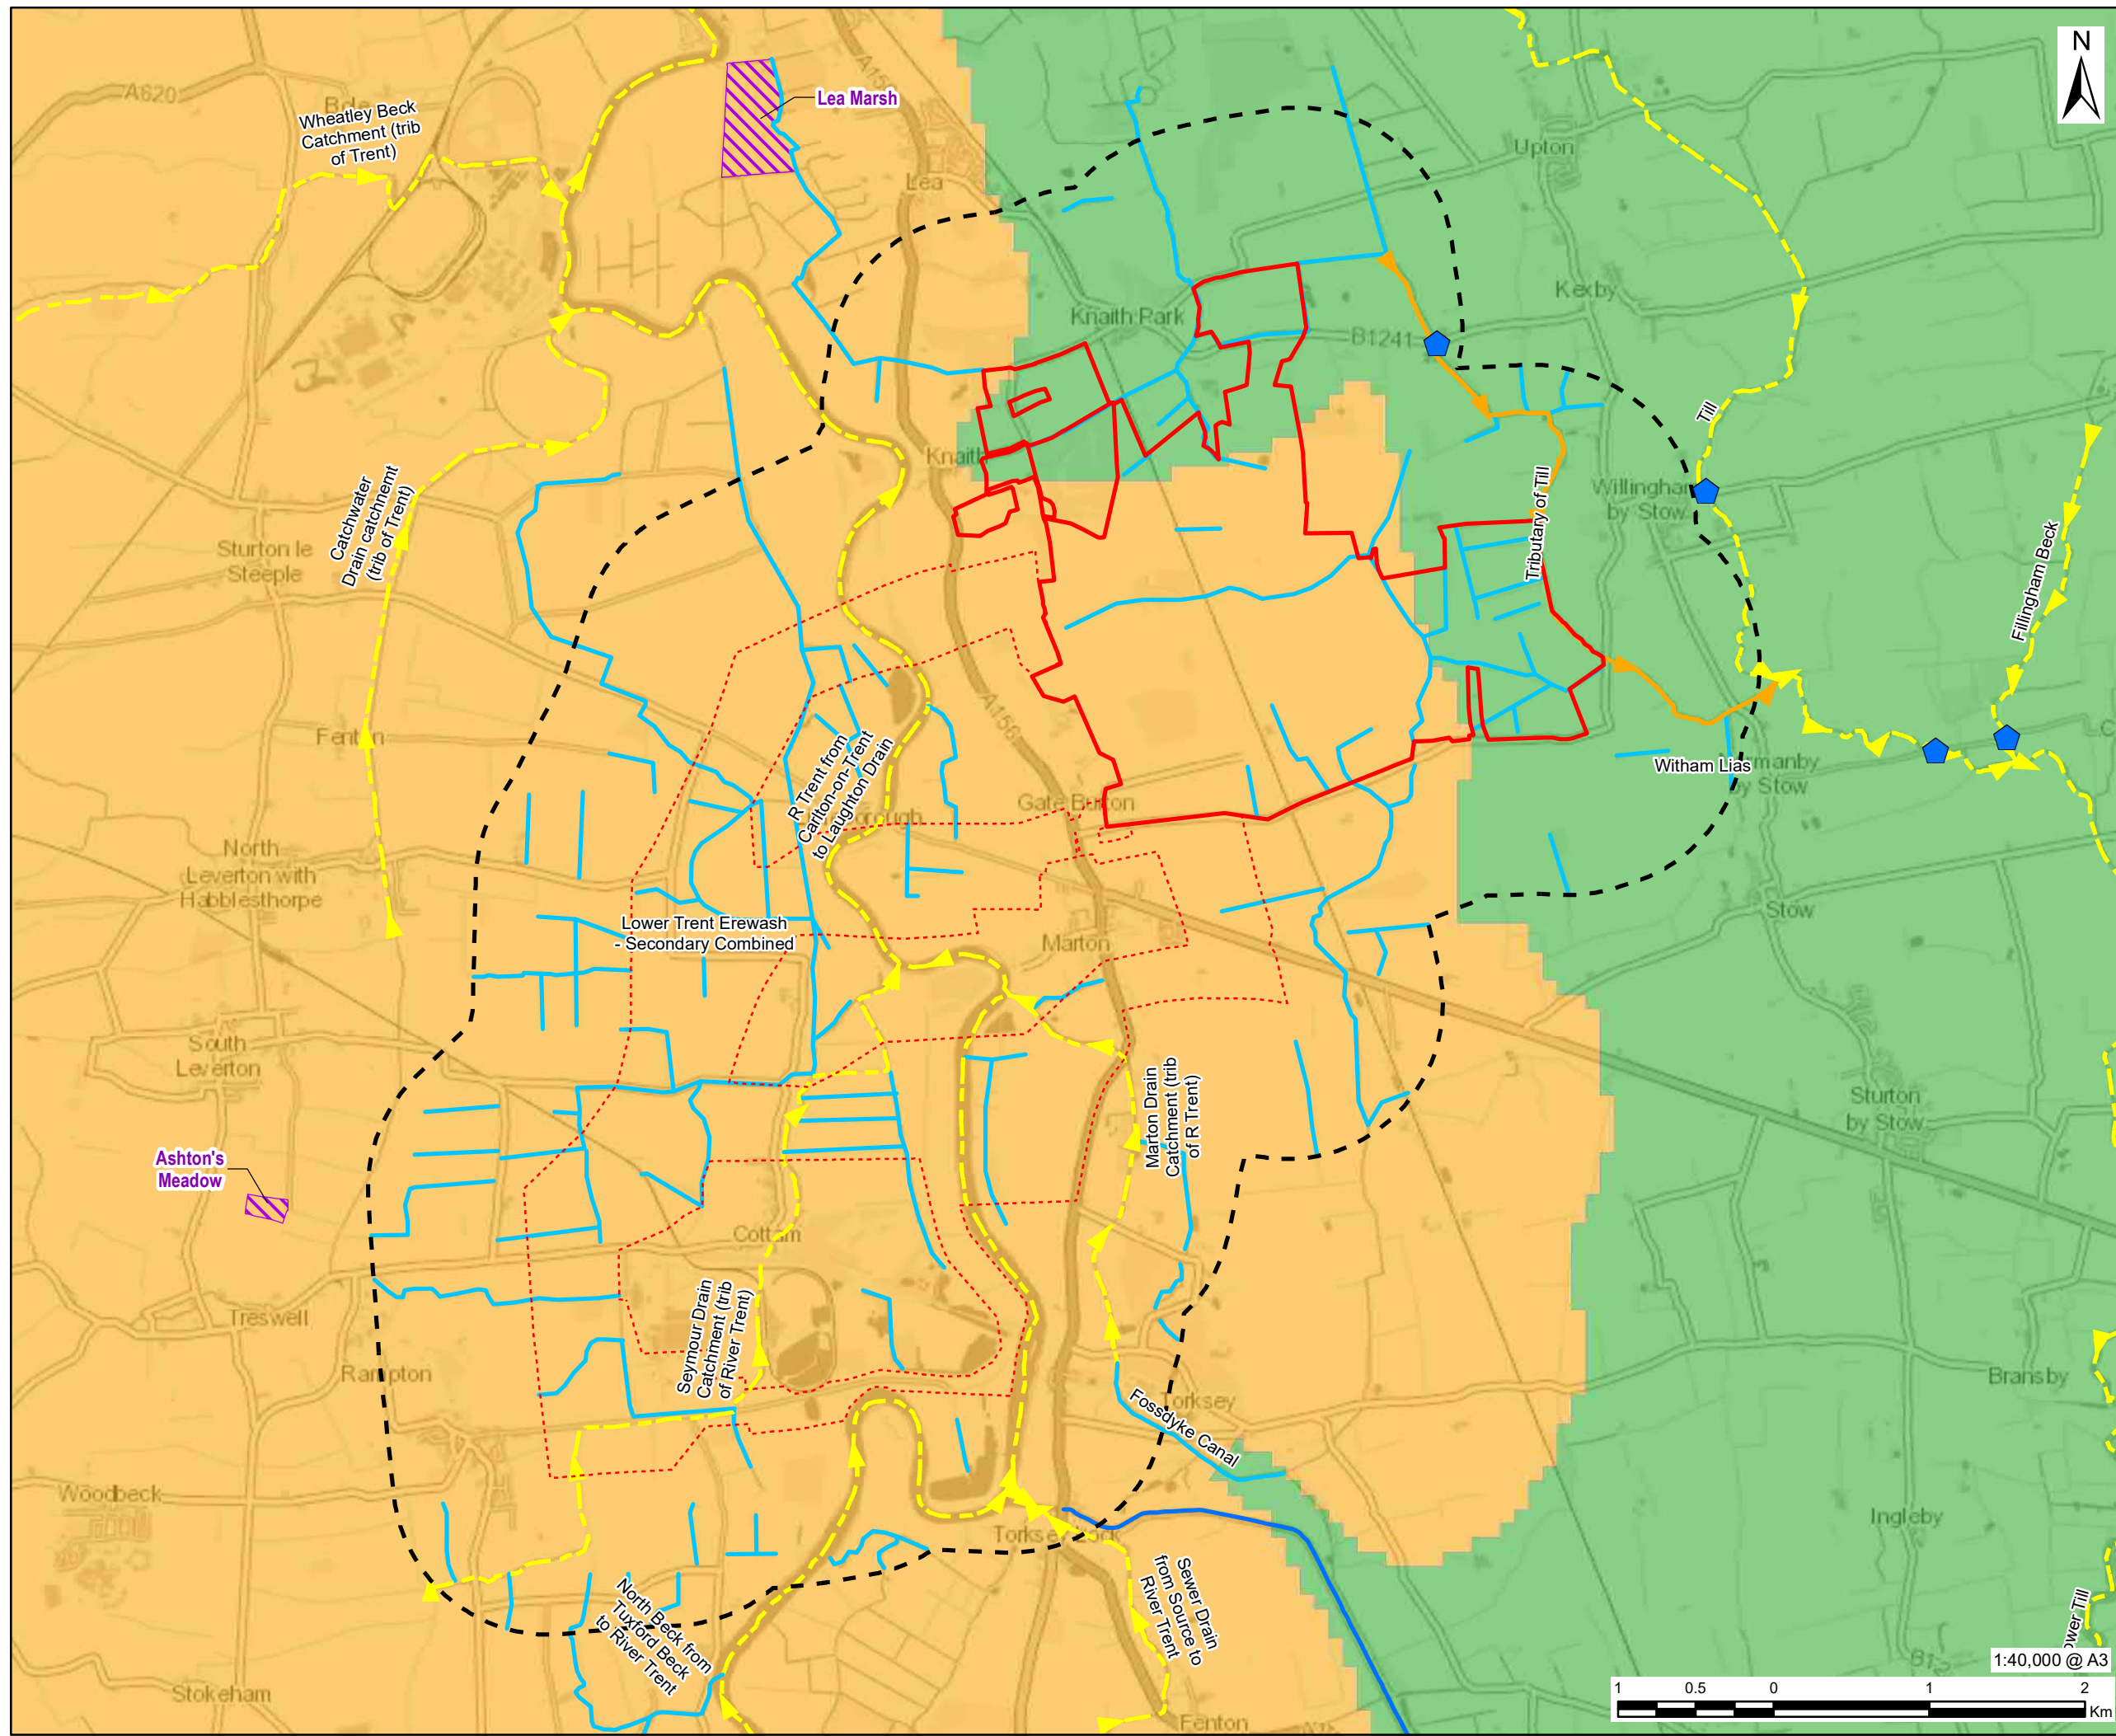 N
A620
Bole
Wheatley Beck
Catchment (trib
of Trent)
Lea Marsh
Lea
Upton
Kexby
Knaith Park
B1241
Till
Knaith
Catchwater
Drain catchnemt
(trib of Trent)
Tributary of Till
by Stow
Fillingham Beck
Sturton le
Steeple
A156
Fenton
R Trent from
Carlton-on-Trent
to Laughton Drain
Gate Burton
Witham Lias
by Stow
North
Leverton with
Habblesthorpe
Lower Trent Erewash
- Secondary Combined
Marton
Stow
South
Leverton
Marton Drain
Catchment (trib
of R Trent)
Sturton
by Stow
Ashton's
Meadow
Cottam
Treswell
Seymour Drain
Catchment (trib
of River Trent)
Rampton
Bransby
Torksey
Fossdyke Canal
Woodbeck
Ingleby
North Beck from
Tuxford Beck
to River Trent
Sewer Drain
from Source to
River Trent
Stokeham
Fenton
1:40,000 @ A3
1 0.5 0 1 2
Km